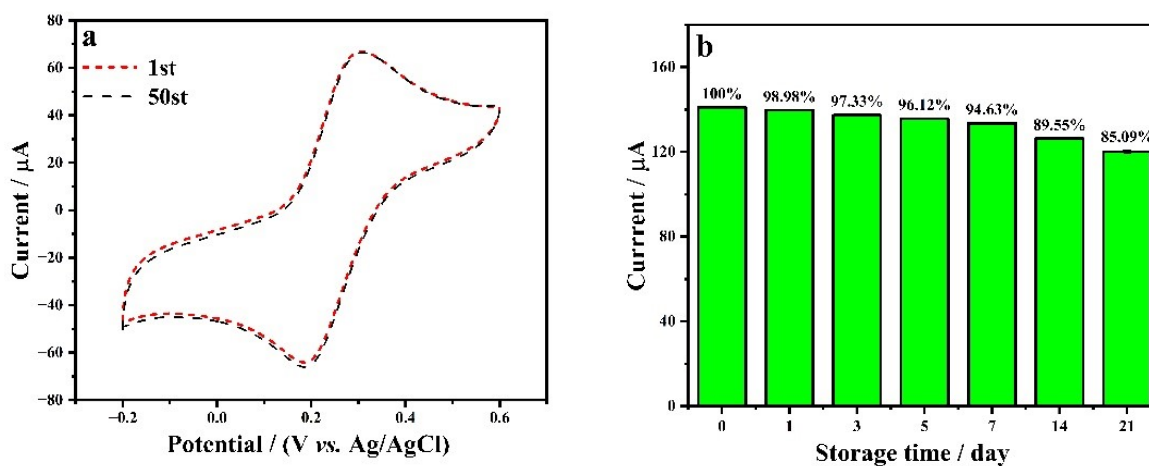 a
1st
50st
80
60
40
20
0
−20
−40
−60
−80
Current / µA
−0.2 0.0 0.2 0.4 0.6
Potential / (V vs. Ag/AgCl)
b
160
120
80
40
0
Currrent / µA
100% 98.98% 97.33% 96.12% 94.63% 89.55% 85.09%
0 1 3 5 7 14 21
Storage time / day